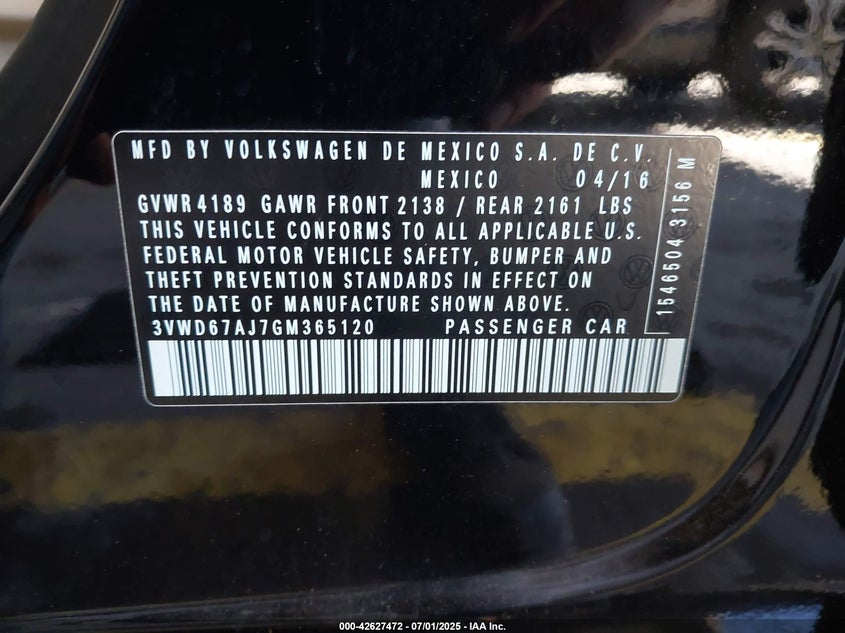 MFD BY VOLKSWAGEN DE MEXICO S.A. DE C.V.
MEXICO 04/16
GVWR 4189 GAWR FRONT 2138 / REAR 2161 LBS
THIS VEHICLE CONFORMS TO ALL APPLICABLE U.S.
FEDERAL MOTOR VEHICLE SAFETY, BUMPER AND
THEFT PREVENTION STANDARDS IN EFFECT ON
THE DATE OF MANUFACTURE SHOWN ABOVE.
3VWD67AJ7GM365120 PASSENGER CAR
1546504 3156 M
000-42627472 / 07/01/2025 - IAA Inc.